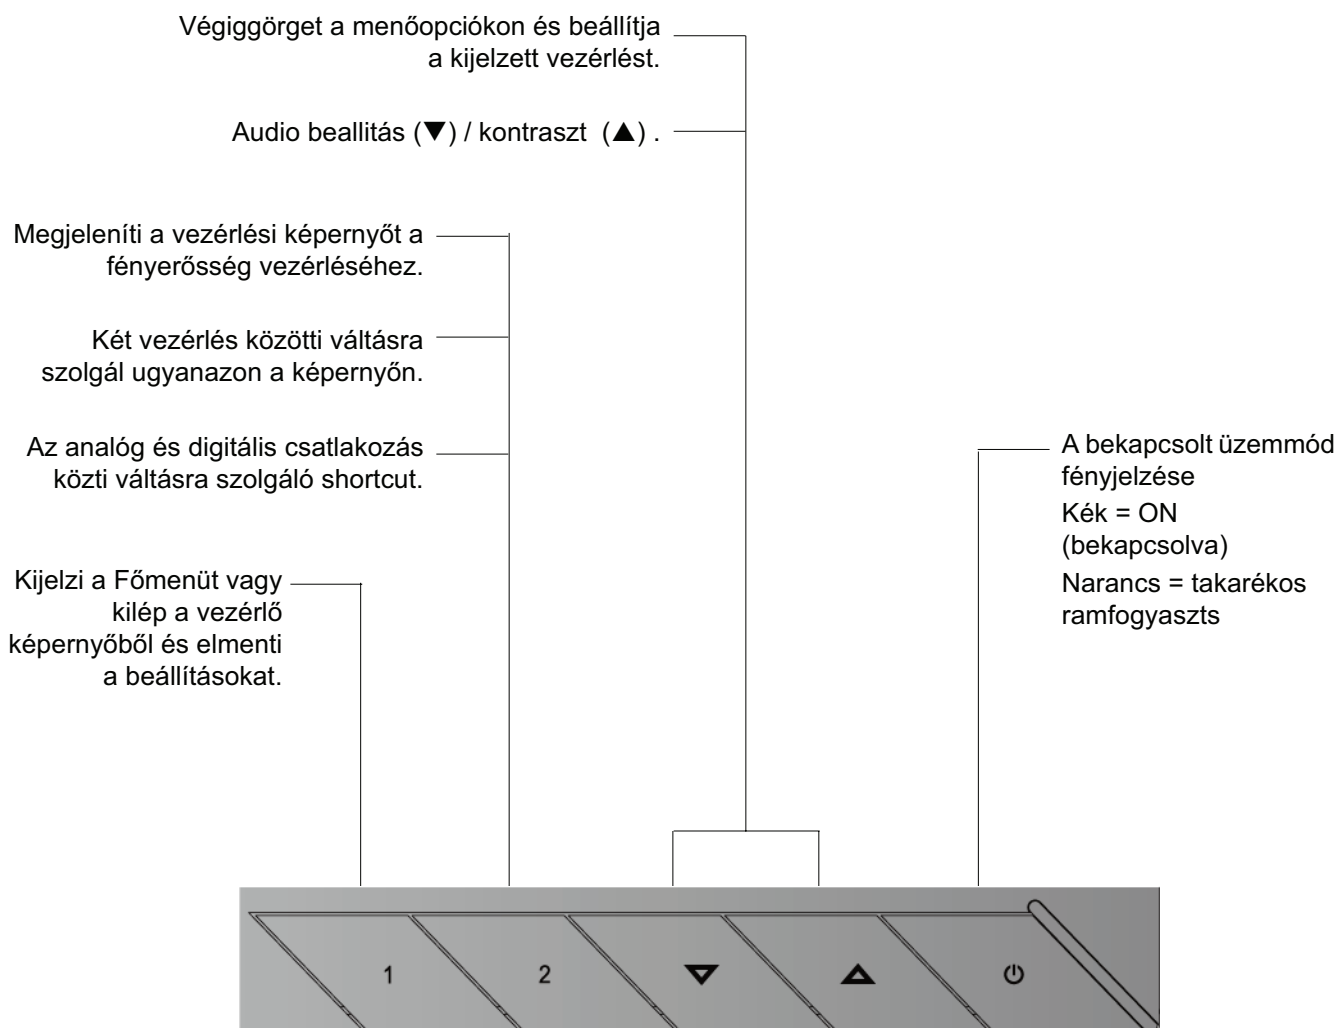 Végiggörget a menőopciókon és beállítja
a kijelzett vezérlést.
Audio beallitás (▼) / kontraszt (▲) .
Megjeleníti a vezérlési képernyőt a
fényerősség vezérléséhez.
Két vezérlés közötti váltásra
szolgál ugyanazon a képernyőn.
Az analóg és digitális csatlakozás
közti váltásra szolgáló shortcut.
Kijelzi a Főmenüt vagy
kilép a vezérlő
képernyőből és elmenti
a beállításokat.
A bekapcsolt üzemmód
fényjelzése
Kék = ON
(bekapcsolva)
Narancs = takarékos
ramfogyaszts
1
2